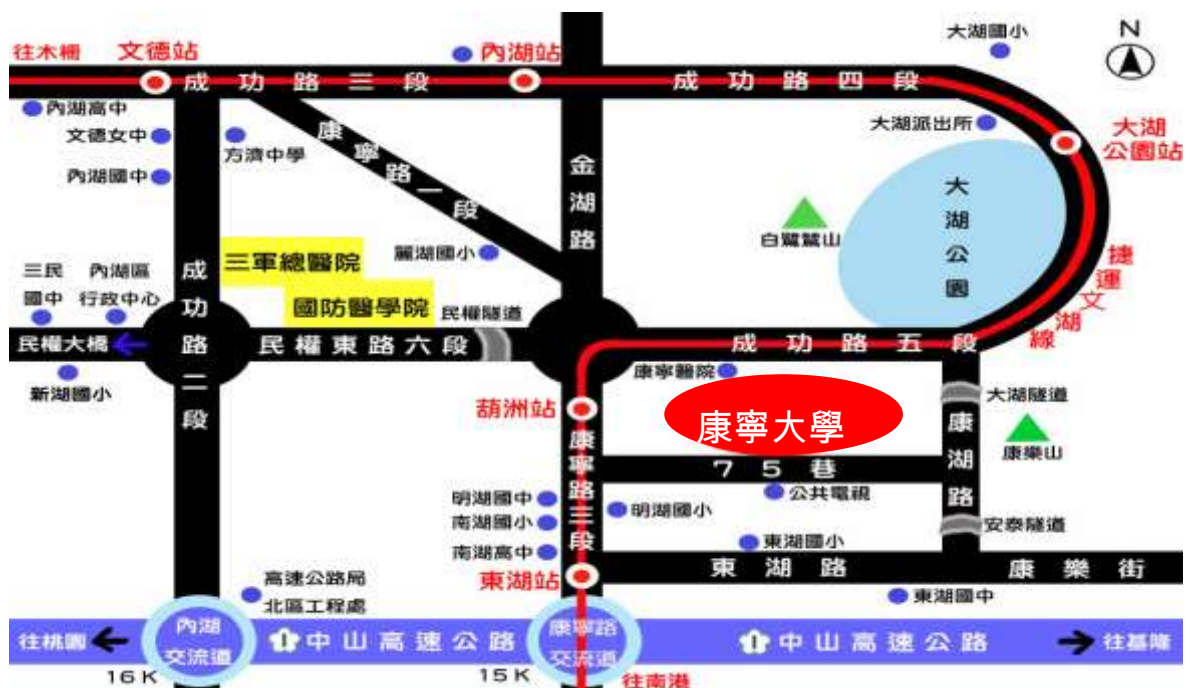 大湖國小
N
往木柵
文德站
內湖站
成功路三段
成功路四段
內湖高中
文德女中
方濟中學
內湖國中
康寧路一段
金湖路
大湖派出所
大湖
公園站
大湖公園
白鷺鷥山
三軍總醫院
麗湖國小
國防醫學院
民權隧道
三民
國中
內湖區
行政中心
成功路二段
捷運文湖線
民權大橋
民權東路六段
成功路五段
新湖國小
康寧醫院
大湖隧道
葫洲站
康寧大學
康湖路
康樂山
75巷
康寧路三段
明湖國中
公共電視
明湖國小
南湖國小
安泰隧道
南湖高中
東湖國小
東湖站
東湖路
康樂街
高速公路局
北區工程處
東湖國中
往桃園
內湖
交流道
1
中山高速公路
康寧路
交流道
1
中山高速公路
往基隆
16K
15K
往南港